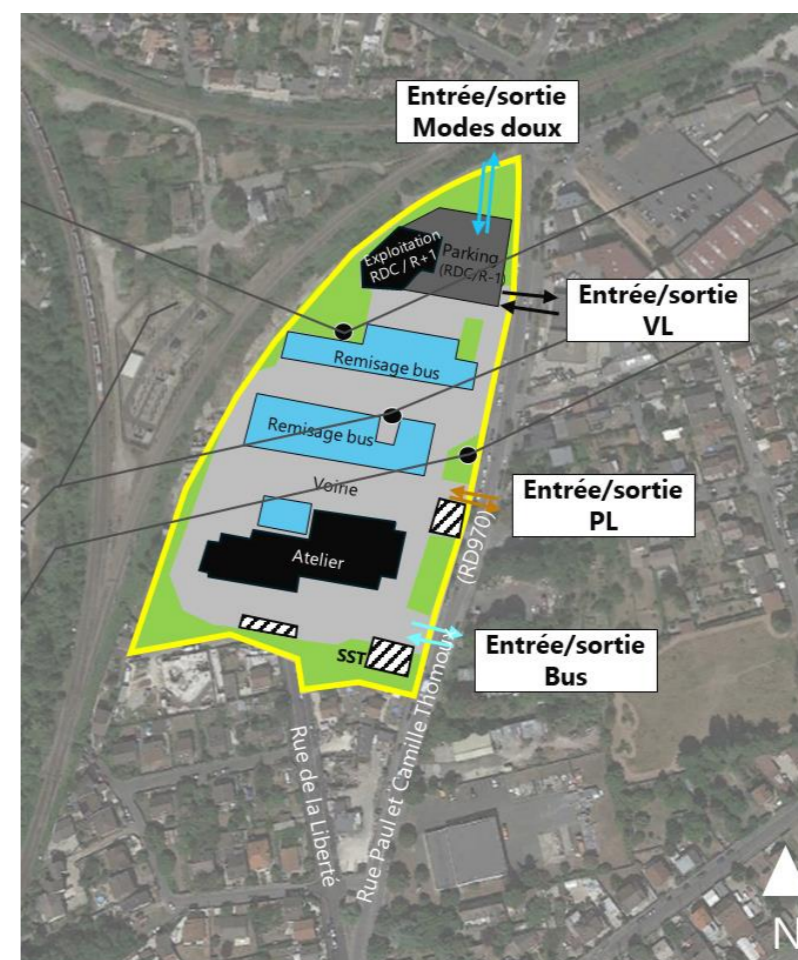 Entrée/sortie
Modes doux
Exploitation
RDC / R+1
Parking
(RDC/R-1)
Entrée/sortie
VL
Remisage bus
Remisage bus
Voirie
Entrée/sortie
PL
(RD970)
Atelier
Entrée/sortie
Bus
SST
Rue de la Liberté
Rue Paul et Camille Thomoux
N